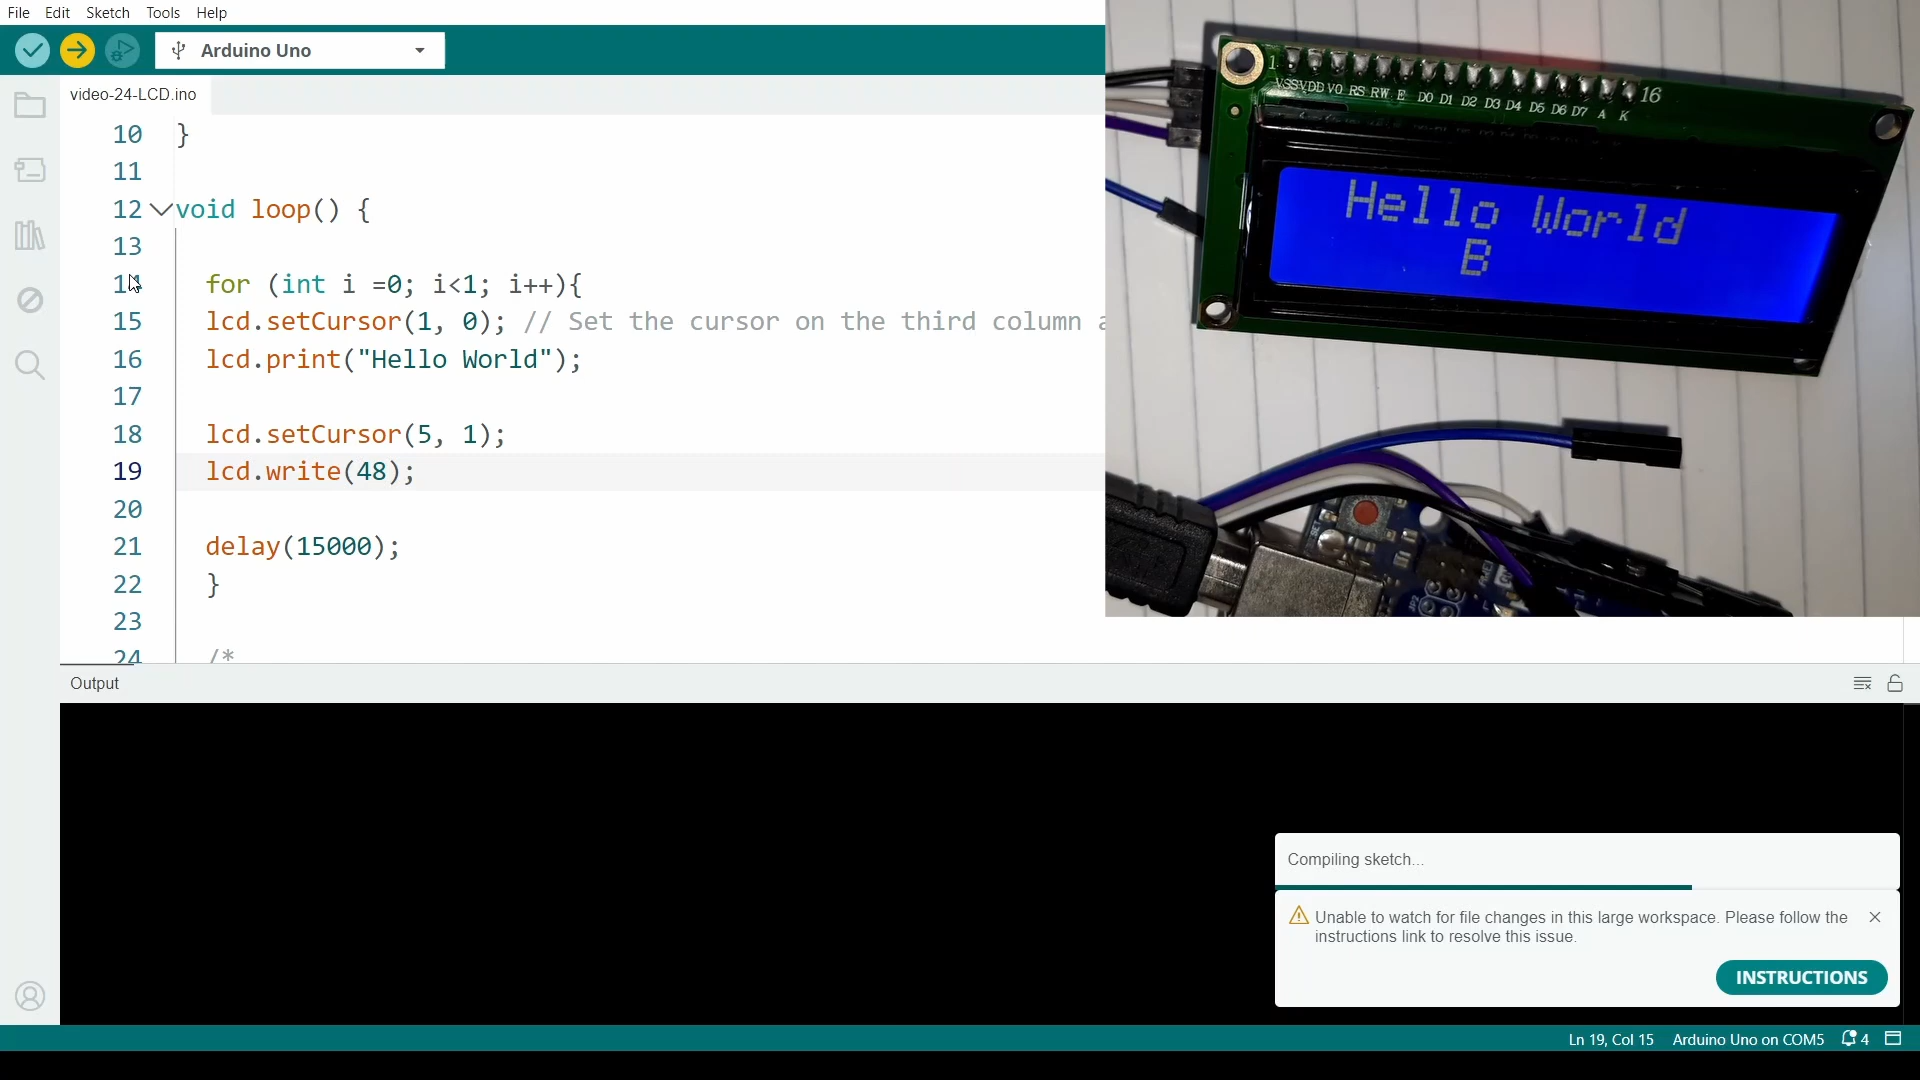 File Edit Sketch Tools Help
Arduino Uno
video-24-LCD.ino
10 }
11
12 void loop() {
13
14 for (int i =0; i<1; i++){
15 lcd.setCursor(1, 0); // Set the cursor on the third column
16 lcd.print("Hello World");
17
18 lcd.setCursor(5, 1);
19 lcd.write(48);
20
21 delay(15000);
22 }
23
24 /*
1 16
VSS VDD V0 RS RW E D0 D1 D2 D3 D4 D5 D6 D7 A K
Hello World
B
Output
Compiling sketch...
Unable to watch for file changes in this large workspace. Please follow the
instructions link to resolve this issue.
INSTRUCTIONS
Ln 19, Col 15 Arduino Uno on COM5 4